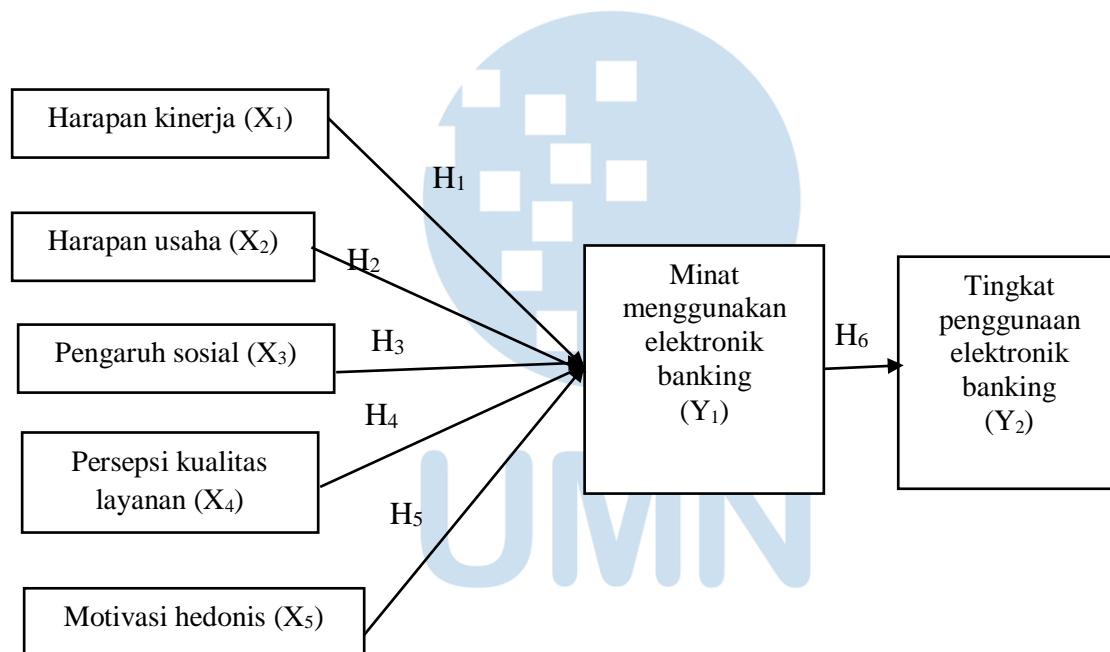 Harapan kinerja (X₁)
H₁
Harapan usaha (X₂)
H₂
Pengaruh sosial (X₃)
H₃
Persepsi kualitas
layanan (X₄)
H₄
Motivasi hedonis (X₅)
H₅
Minat
menggunakan
elektronik
banking
(Y₁)
H₆
Tingkat
penggunaan
elektronik
banking
(Y₂)
UMN